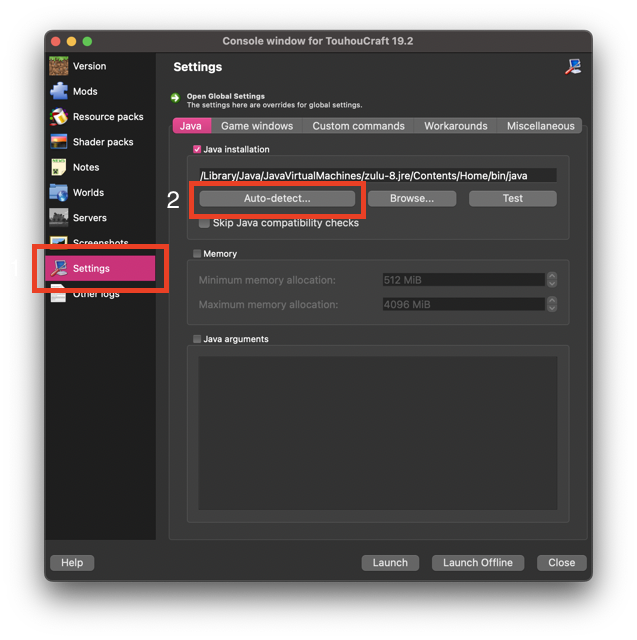 Console window for TouhouCraft 19.2
Version
Mods
Resource packs
Shader packs
Notes
Worlds
Servers
Screenshots
Settings
Other logs
Settings
Open Global Settings
The settings here are overrides for global settings.
Java
Game windows
Custom commands
Workarounds
Miscellaneous
Java installation
/Library/Java/JavaVirtualMachines/zulu-8.jre/Contents/Home/bin/java
2
Auto-detect...
Browse...
Test
Skip Java compatibility checks
Memory
Minimum memory allocation:
512 MiB
Maximum memory allocation:
4096 MiB
Java arguments
Help
Launch
Launch Offline
Close